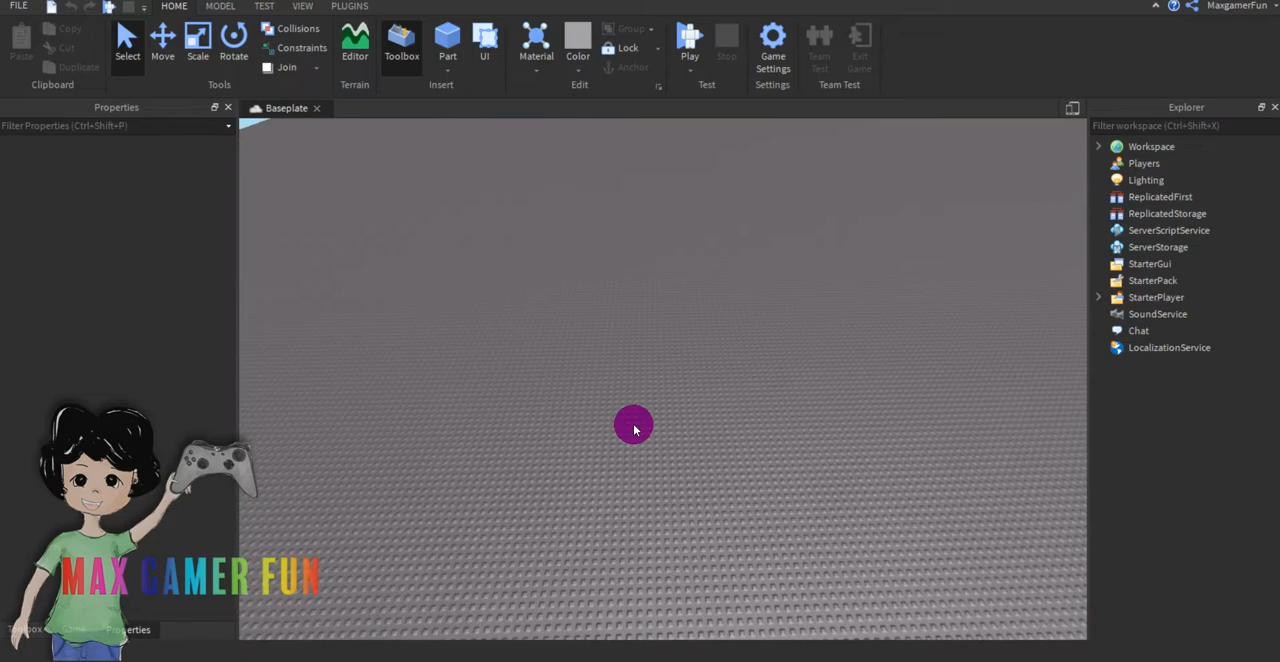 FILE HOME MODEL TEST VIEW PLUGINS MaxgamerFun
Paste Copy Cut Duplicate Clipboard
Select Move Scale Rotate Collisions Constraints Join Tools
Editor Terrain
Toolbox Part UI Insert
Material Color Group Lock Anchor Edit
Play Stop Test
Game Settings Settings
Team Test Exit Game Team Test
Properties
Filter Properties (Ctrl+Shift+P)
Baseplate
Explorer
Filter workspace (Ctrl+Shift+X)
Workspace
Players
Lighting
ReplicatedFirst
ReplicatedStorage
ServerScriptService
ServerStorage
StarterGui
StarterPack
StarterPlayer
SoundService
Chat
LocalizationService
MAX GAMER FUN
Toolbox Game Properties